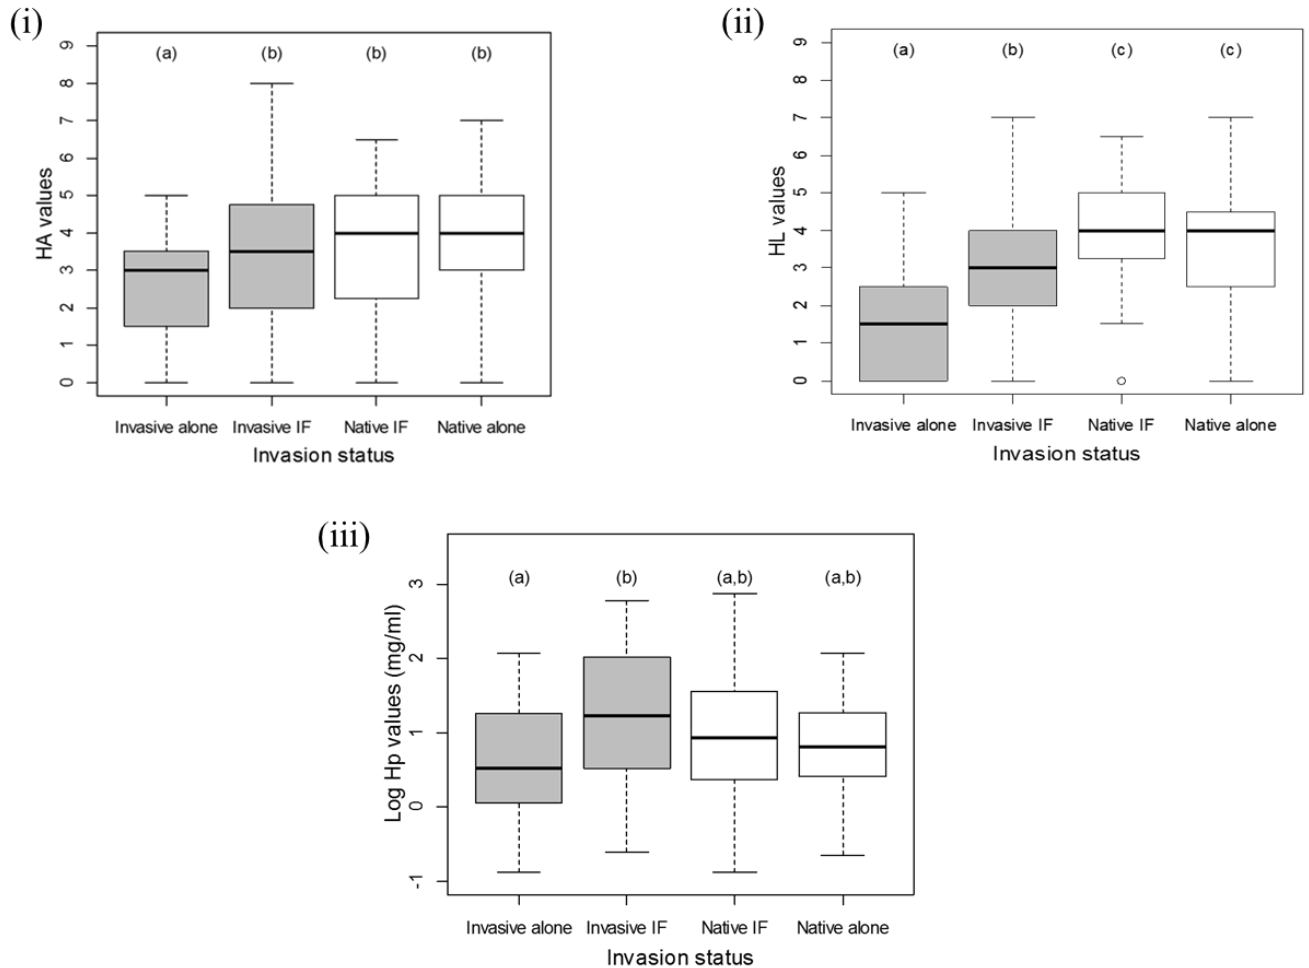 (i)
HA values
9
8
7
6
5
4
3
2
1
0
(a) (b) (b) (b)
Invasive alone Invasive IF Native IF Native alone
Invasion status
(ii)
HL values
9
8
7
6
5
4
3
2
1
0
(a) (b) (c) (c)
Invasive alone Invasive IF Native IF Native alone
Invasion status
(iii)
Log Hp values (mg/ml)
3
2
1
0
-1
(a) (b) (a,b) (a,b)
Invasive alone Invasive IF Native IF Native alone
Invasion status